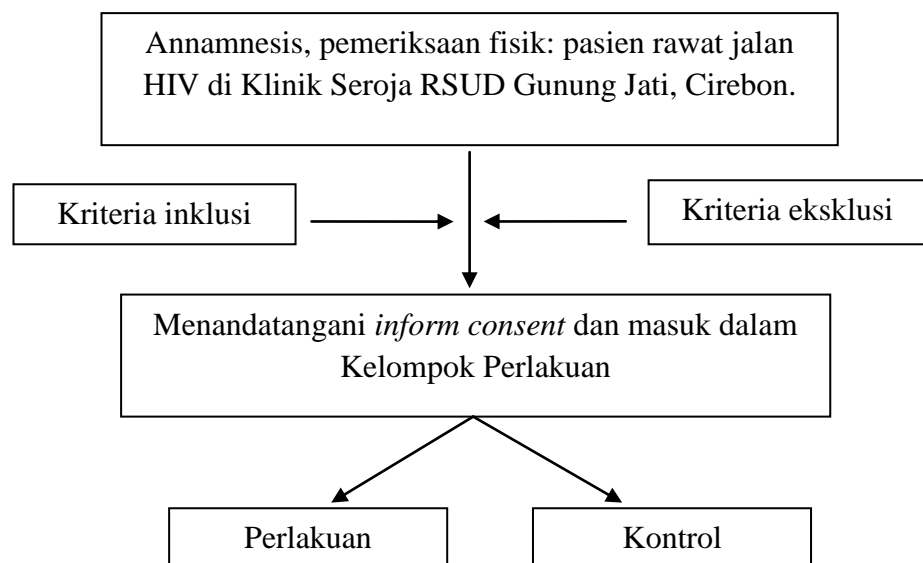 Annamnesis, pemeriksaan fisik: pasien rawat jalan
HIV di Klinik Seroja RSUD Gunung Jati, Cirebon.
Kriteria inklusi
Kriteria eksklusi
Menandatangani inform consent dan masuk dalam
Kelompok Perlakuan
Perlakuan
Kontrol